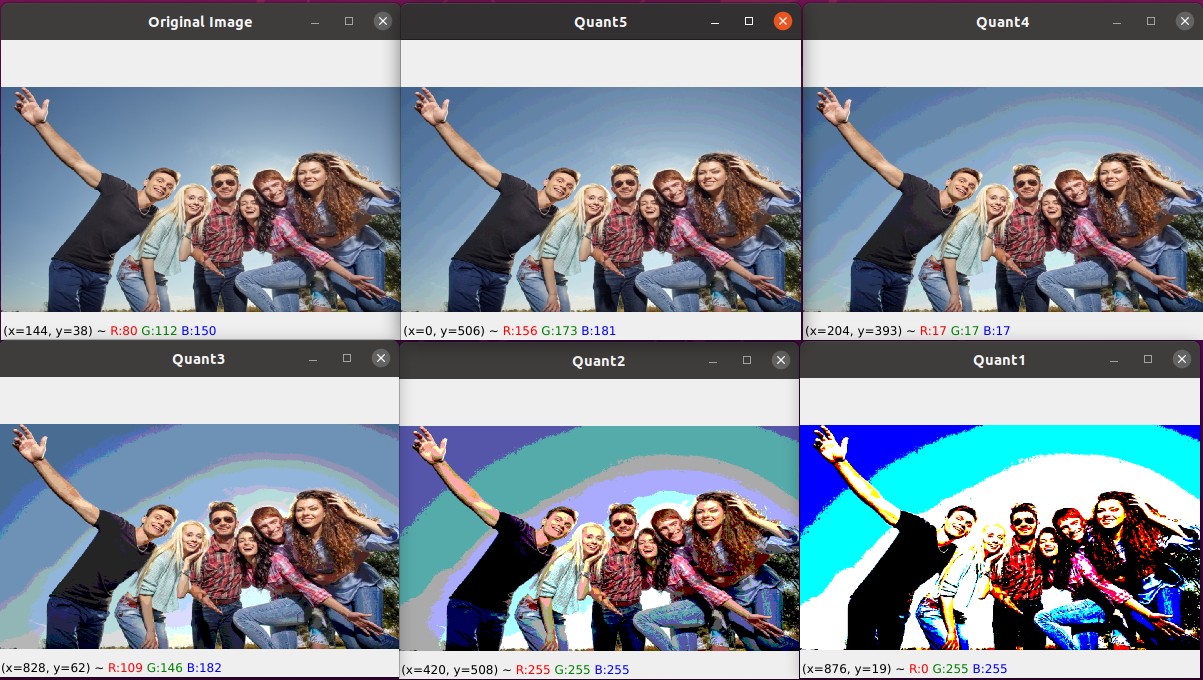 Original Image
Quant5
Quant4
(x=144, y=38) ~ R:80 G:112 B:150
(x=0, y=506) ~ R:156 G:173 B:181
(x=204, y=393) ~ R:17 G:17 B:17
Quant3
Quant2
Quant1
(x=828, y=62) ~ R:109 G:146 B:182
(x=420, y=508) ~ R:255 G:255 B:255
(x=876, y=19) ~ R:0 G:255 B:255